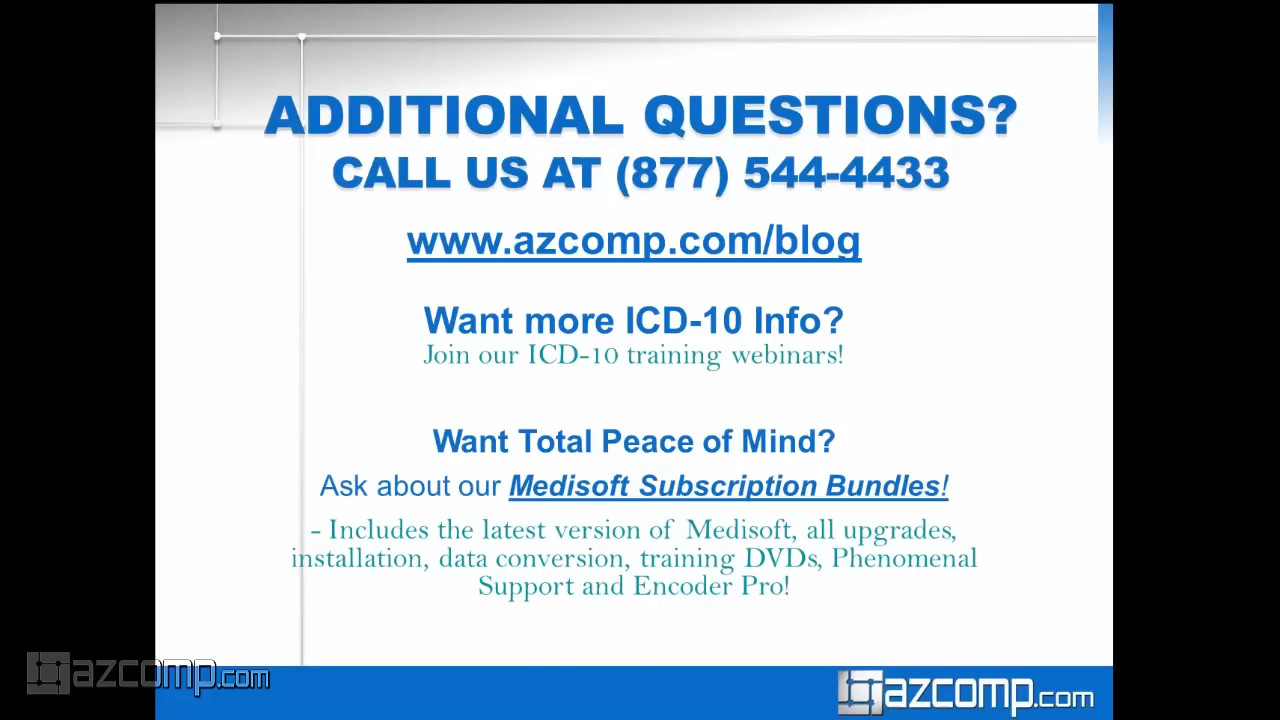 ADDITIONAL QUESTIONS?
CALL US AT (877) 544-4433
www.azcomp.com/blog
Want more ICD-10 Info?
Join our ICD-10 training webinars!
Want Total Peace of Mind?
Ask about our Medisoft Subscription Bundles!
- Includes the latest version of Medisoft, all upgrades,
installation, data conversion, training DVDs, Phenomenal
Support and Encoder Pro!
azcomp.com
azcomp.com